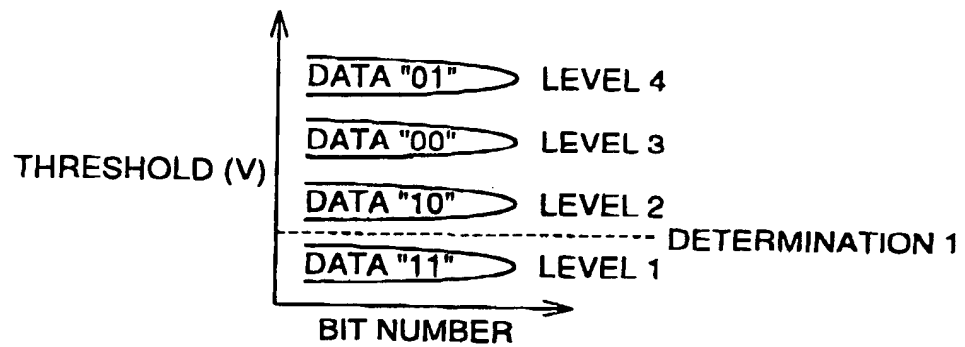 DATA "01" LEVEL 4
DATA "00" LEVEL 3
THRESHOLD (V)
DATA "10" LEVEL 2
DETERMINATION 1
DATA "11" LEVEL 1
BIT NUMBER